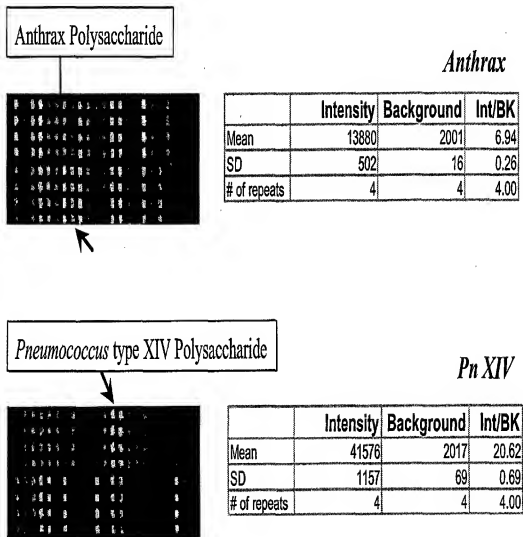 Anthrax Polysaccharide
Anthrax
Intensity Background Int/BK
Mean 13880 2001 6.94
SD 502 16 0.26
# of repeats 4 4 4.00
Pneumococcus type XIV Polysaccharide
Pn XIV
Intensity Background Int/BK
Mean 41576 2017 20.62
SD 1157 69 0.69
# of repeats 4 4 4.00